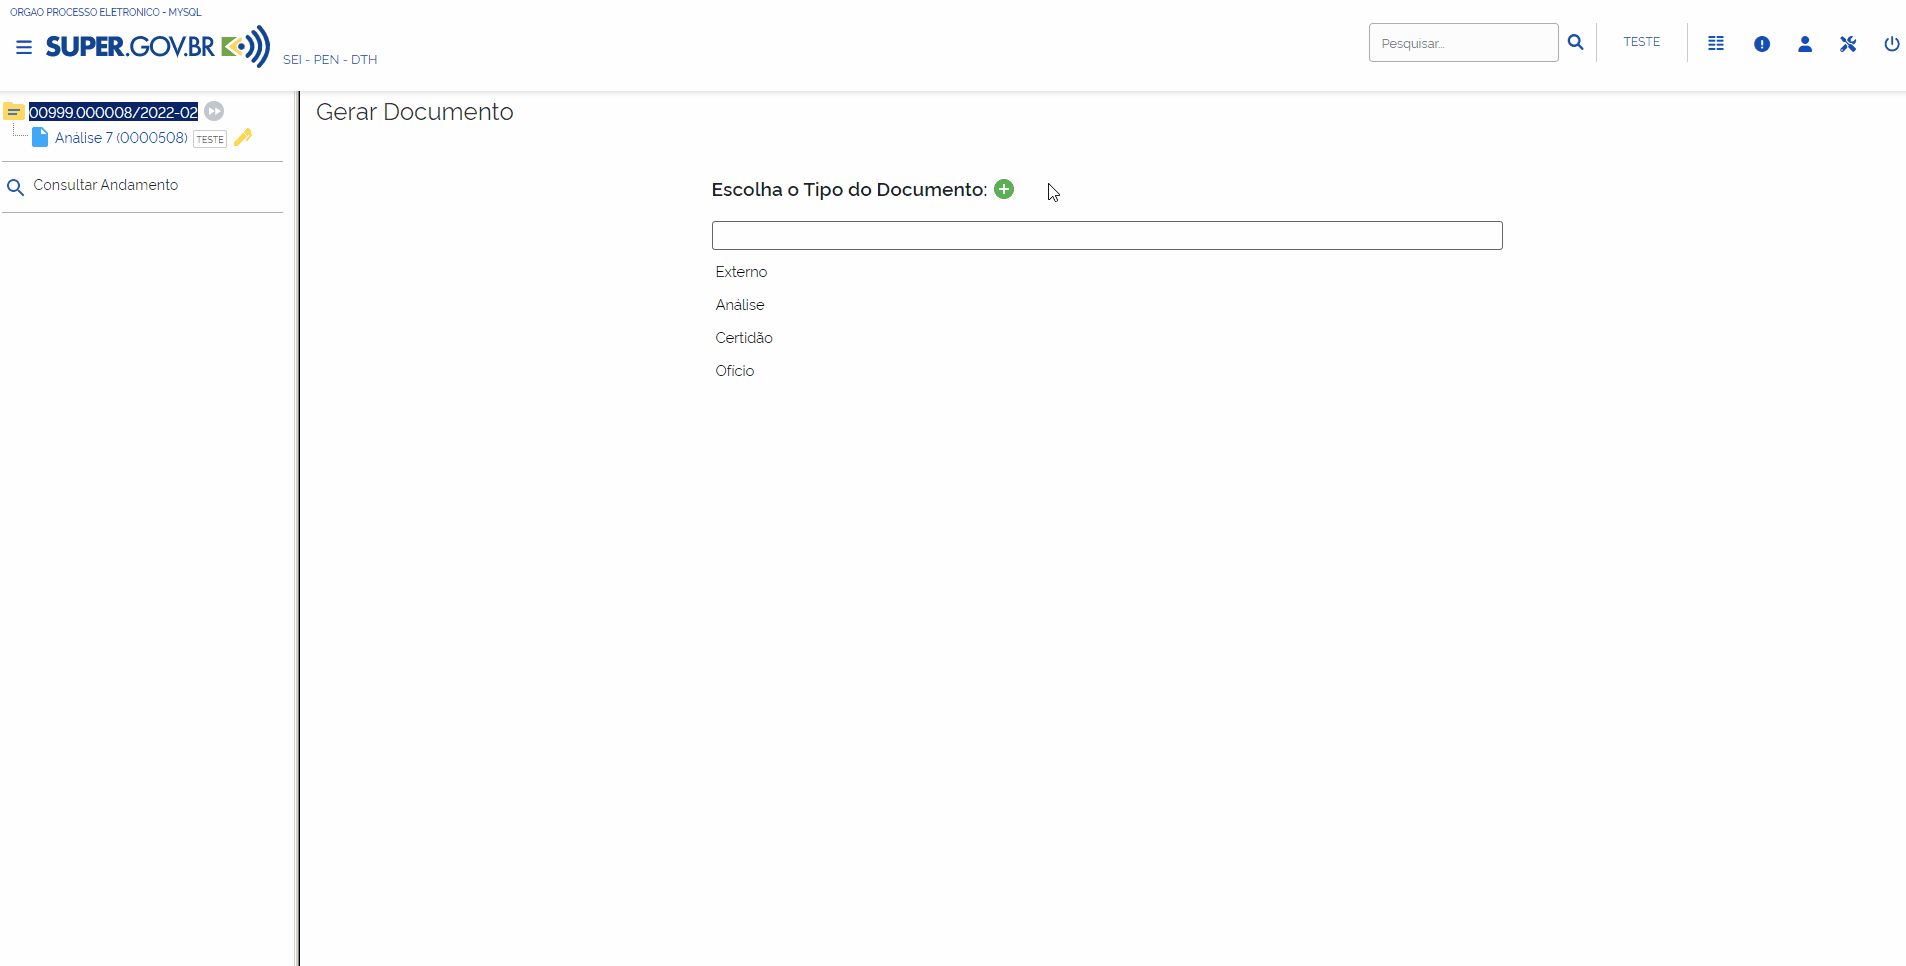 ORGAO PROCESSO ELETRONICO - MYSQL
SUPER.GOV.BR
SEI - PEN - DTH
Pesquisar...
TESTE
00999.000008/2022-02
Análise 7 (0000508) TESTE
Consultar Andamento
Gerar Documento
Escolha o Tipo do Documento:
Externo
Análise
Certidão
Ofício